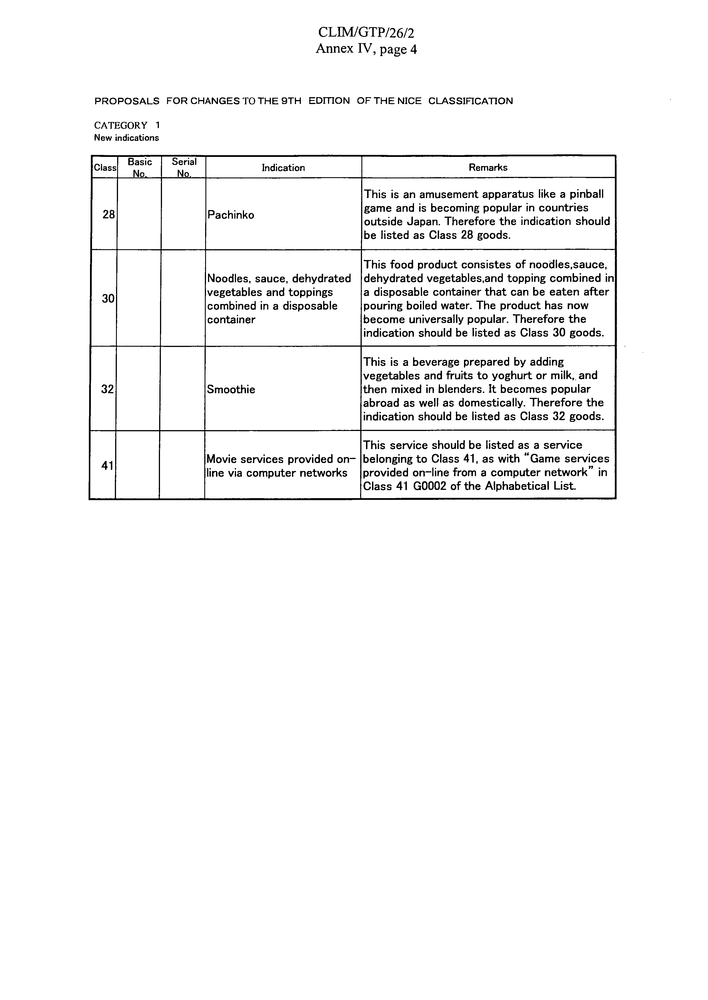 CLIM/GTP/26/2
Annex IV, page 4
PROPOSALS FOR CHANGES TO THE 9TH EDITION OF THE NICE CLASSIFICATION
CATEGORY 1
New indications
Class
Basic
No.
Serial
No.
Indication
Remarks
28
Pachinko
This is an amusement apparatus like a pinball
game and is becoming popular in countries
outside Japan. Therefore the indication should
be listed as Class 28 goods.
30
Noodles, sauce, dehydrated
vegetables and toppings
combined in a disposable
container
This food product consistes of noodles,sauce,
dehydrated vegetables,and topping combined in
a disposable container that can be eaten after
pouring boiled water. The product has now
become universally popular. Therefore the
indication should be listed as Class 30 goods.
32
Smoothie
This is a beverage prepared by adding
vegetables and fruits to yoghurt or milk, and
then mixed in blenders. It becomes popular
abroad as well as domestically. Therefore the
indication should be listed as Class 32 goods.
41
Movie services provided on-
line via computer networks
This service should be listed as a service
belonging to Class 41, as with “Game services
provided on-line from a computer network” in
Class 41 G0002 of the Alphabetical List.